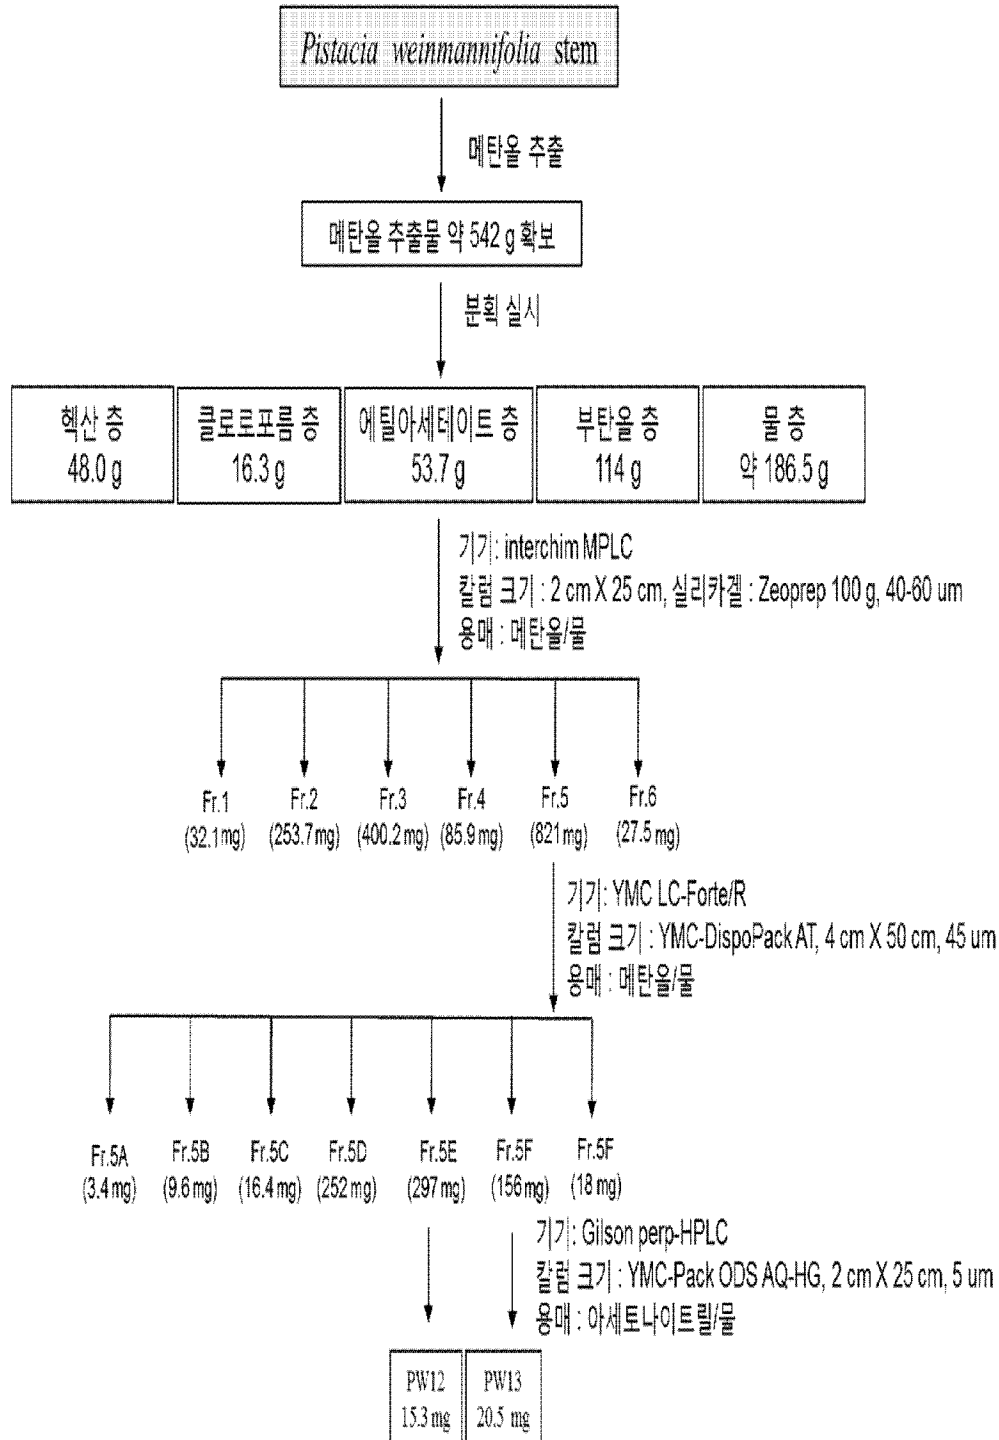 Pistacia weinmannifolia stem
메탄올 추출
메탄올 추출물 약 542 g 확보
분획 실시
헥산 층
48.0 g
클로로포름 층
16.3 g
에틸아세테이트 층
53.7 g
부탄올 층
114 g
물 층
약 186.5 g
기기: interchim MPLC
칼럼 크기 : 2 cm X 25 cm, 실리카겔 : Zeoprep 100 g, 40-60 um
용매 : 메탄올/물
Fr.1
(32.1 mg)
Fr.2
(253.7 mg)
Fr.3
(400.2 mg)
Fr.4
(85.9 mg)
Fr.5
(821 mg)
Fr.6
(27.5 mg)
기기: YMC LC-Forte/R
칼럼 크기 : YMC-DispoPack AT, 4 cm X 50 cm, 45 um
용매 : 메탄올/물
Fr.5A
(3.4 mg)
Fr.5B
(9.6 mg)
Fr.5C
(16.4 mg)
Fr.5D
(252 mg)
Fr.5E
(297 mg)
Fr.5F
(156 mg)
Fr.5F
(18 mg)
기기: Gilson perp-HPLC
칼럼 크기 : YMC-Pack ODS AQ-HG, 2 cm X 25 cm, 5 um
용매 : 아세토나이트릴/물
PW12
15.3 mg
PW13
20.5 mg